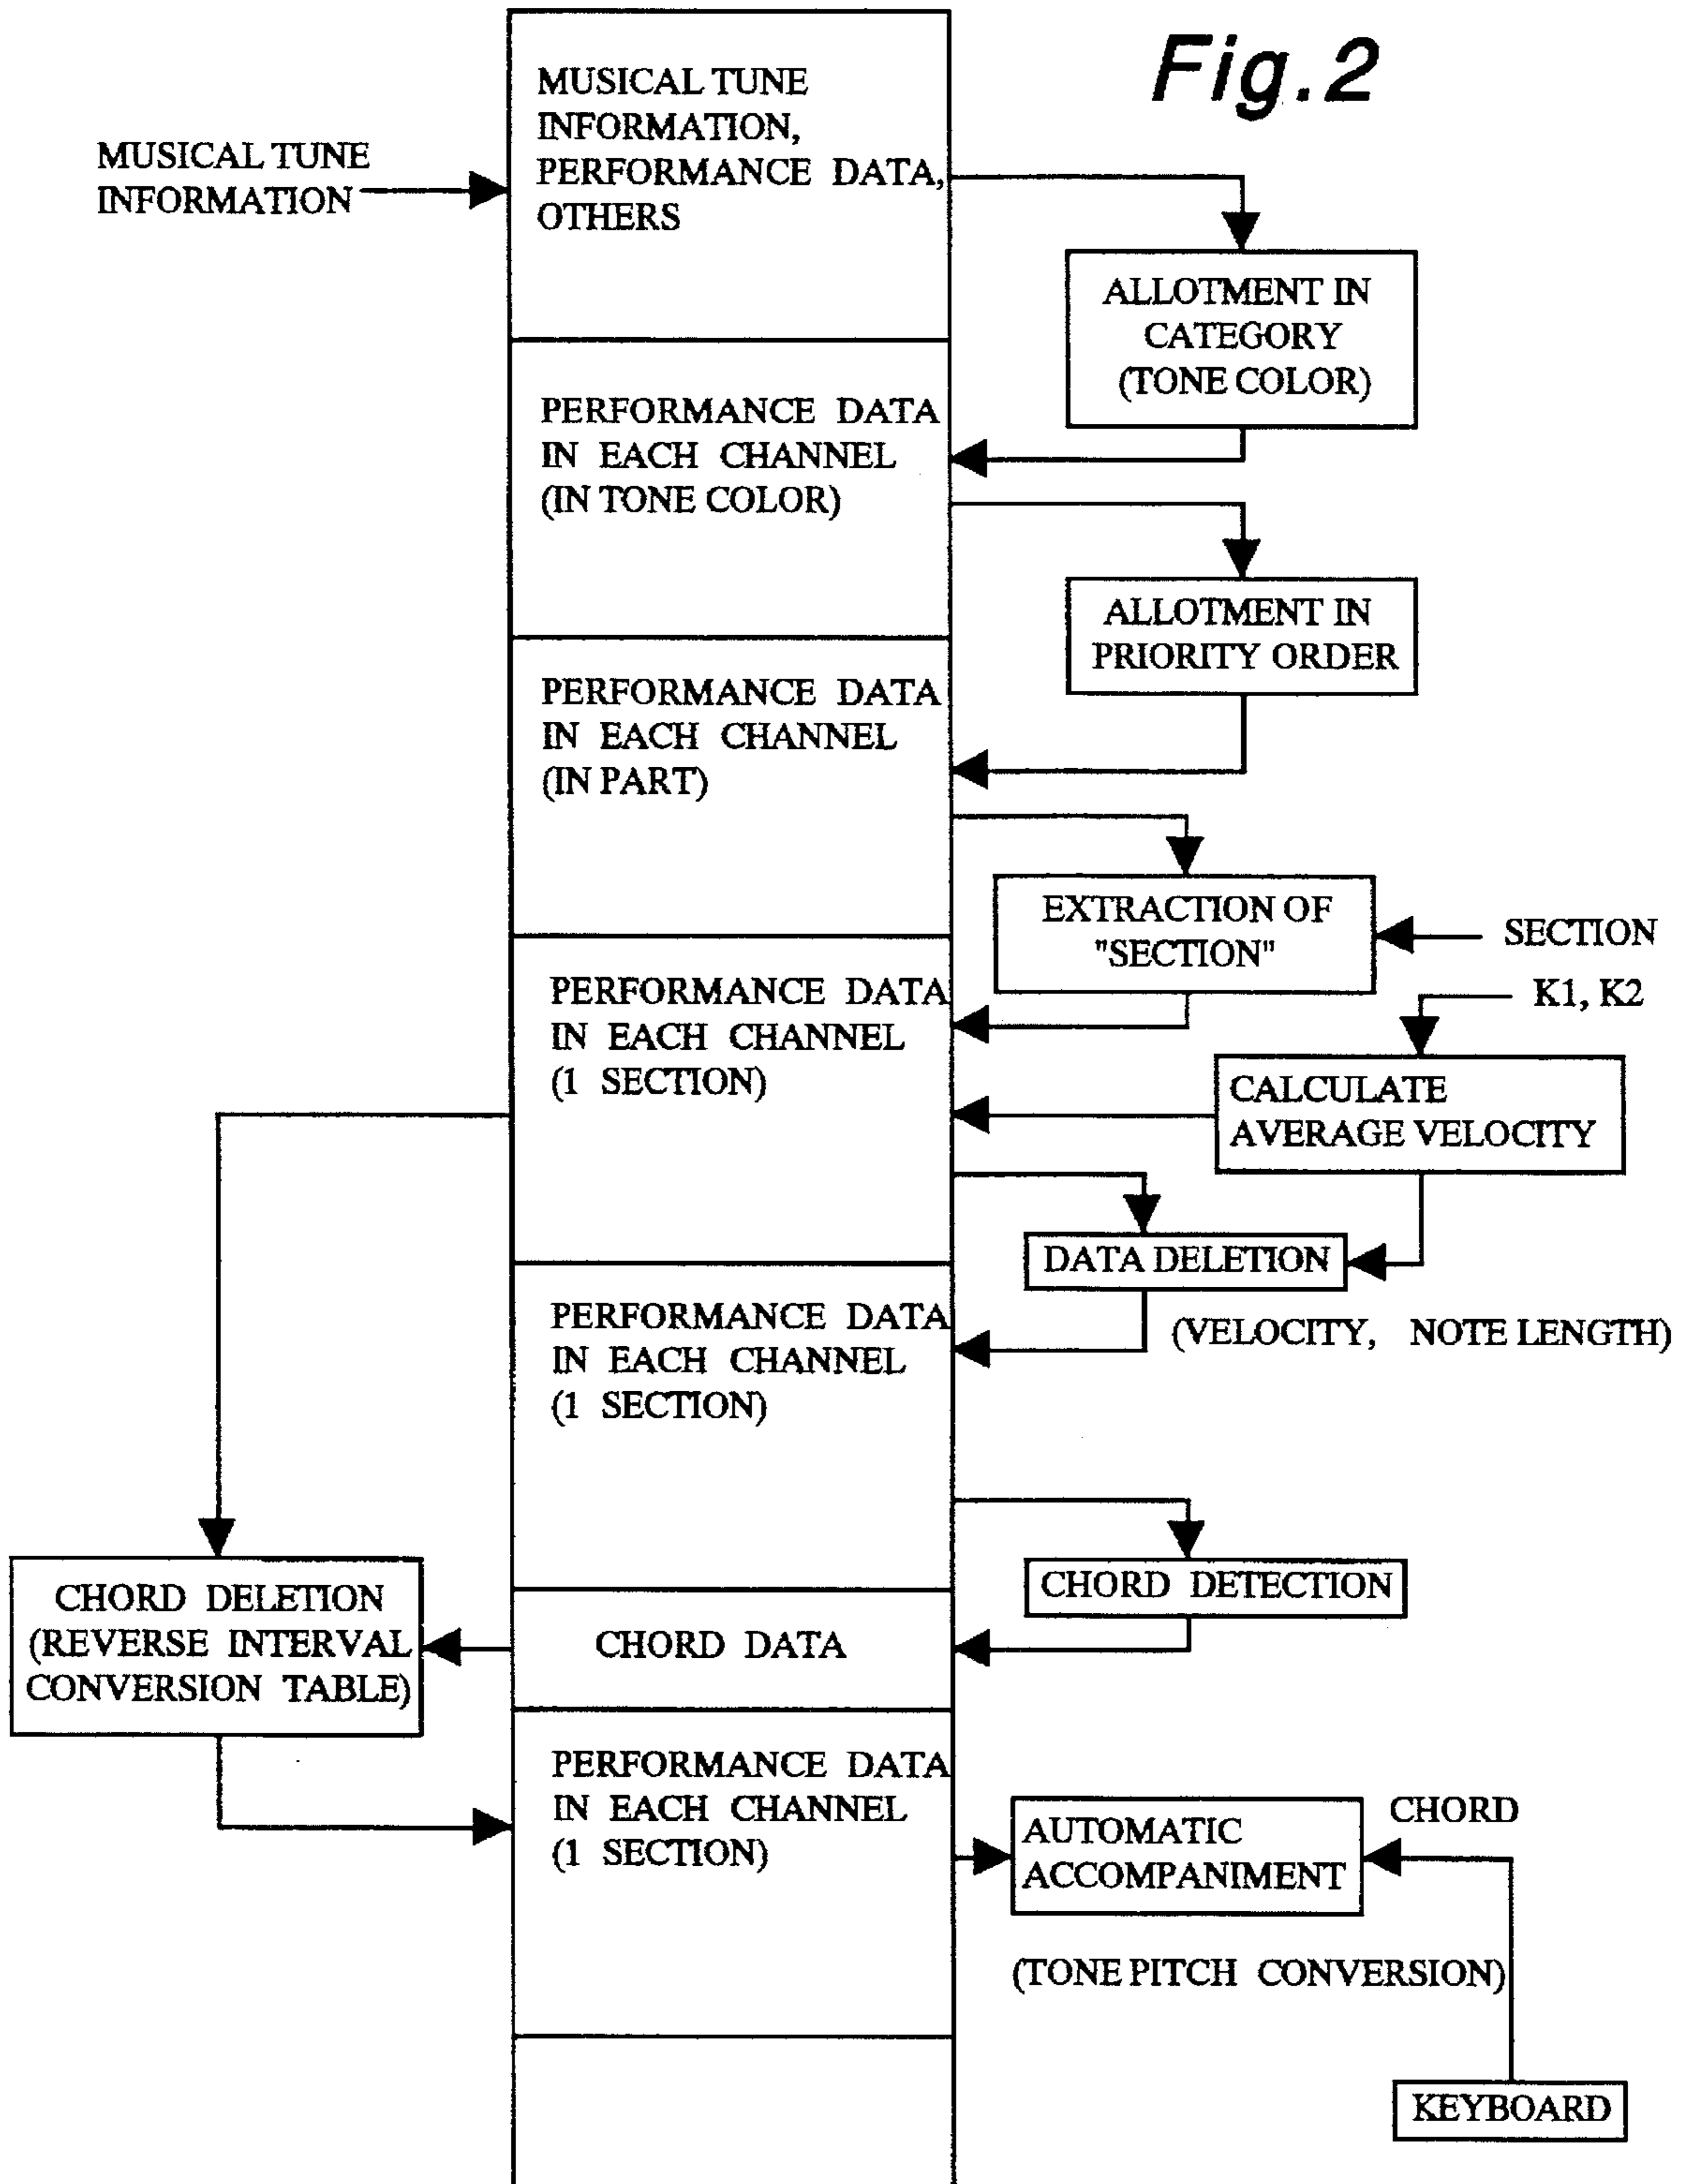 Fig.2
MUSICAL TUNE
INFORMATION
MUSICAL TUNE
INFORMATION,
PERFORMANCE DATA,
OTHERS
ALLOTMENT IN
CATEGORY
(TONE COLOR)
PERFORMANCE DATA
IN EACH CHANNEL
(IN TONE COLOR)
ALLOTMENT IN
PRIORITY ORDER
PERFORMANCE DATA
IN EACH CHANNEL
(IN PART)
EXTRACTION OF
"SECTION"
SECTION
K1, K2
PERFORMANCE DATA
IN EACH CHANNEL
(1 SECTION)
CALCULATE
AVERAGE VELOCITY
DATA DELETION
(VELOCITY, NOTE LENGTH)
PERFORMANCE DATA
IN EACH CHANNEL
(1 SECTION)
CHORD DETECTION
CHORD DELETION
(REVERSE INTERVAL
CONVERSION TABLE)
CHORD DATA
PERFORMANCE DATA
IN EACH CHANNEL
(1 SECTION)
AUTOMATIC
ACCOMPANIMENT
CHORD
(TONE PITCH CONVERSION)
KEYBOARD